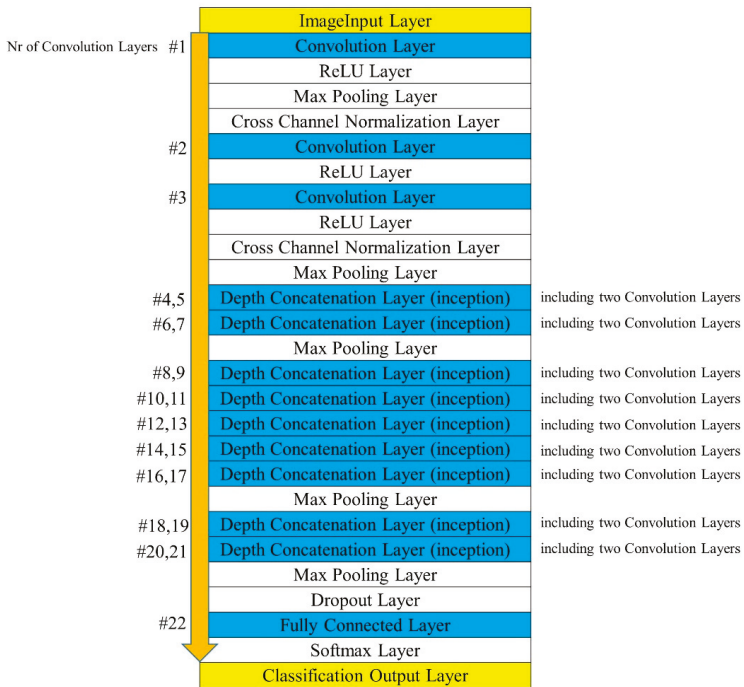 ImageInput Layer
Nr of Convolution Layers #1 Convolution Layer
ReLU Layer
Max Pooling Layer
Cross Channel Normalization Layer
#2 Convolution Layer
ReLU Layer
#3 Convolution Layer
ReLU Layer
Cross Channel Normalization Layer
Max Pooling Layer
#4,5 Depth Concatenation Layer (inception) including two Convolution Layers
#6,7 Depth Concatenation Layer (inception) including two Convolution Layers
Max Pooling Layer
#8,9 Depth Concatenation Layer (inception) including two Convolution Layers
#10,11 Depth Concatenation Layer (inception) including two Convolution Layers
#12,13 Depth Concatenation Layer (inception) including two Convolution Layers
#14,15 Depth Concatenation Layer (inception) including two Convolution Layers
#16,17 Depth Concatenation Layer (inception) including two Convolution Layers
Max Pooling Layer
#18,19 Depth Concatenation Layer (inception) including two Convolution Layers
#20,21 Depth Concatenation Layer (inception) including two Convolution Layers
Max Pooling Layer
Dropout Layer
#22 Fully Connected Layer
Softmax Layer
Classification Output Layer